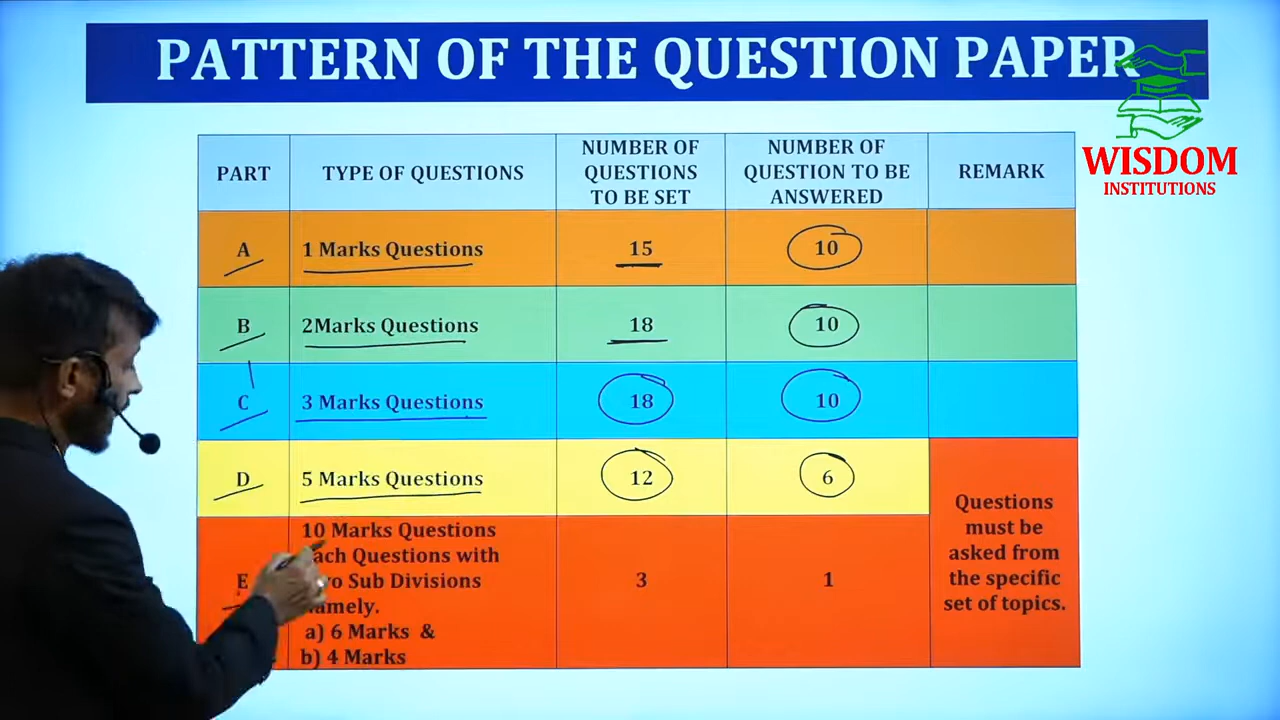 PATTERN OF THE QUESTION PAPER
WISDOM
INSTITUTIONS
PART
TYPE OF QUESTIONS
NUMBER OF
QUESTIONS
TO BE SET
NUMBER OF
QUESTION TO BE
ANSWERED
REMARK
A
1 Marks Questions
15
10
B
2Marks Questions
18
10
C
3 Marks Questions
18
10
D
5 Marks Questions
12
6
E
10 Marks Questions
Questions with
Sub Divisions
a) 6 Marks &
b) 4 Marks
3
1
Questions
must be
asked from
the specific
set of topics.